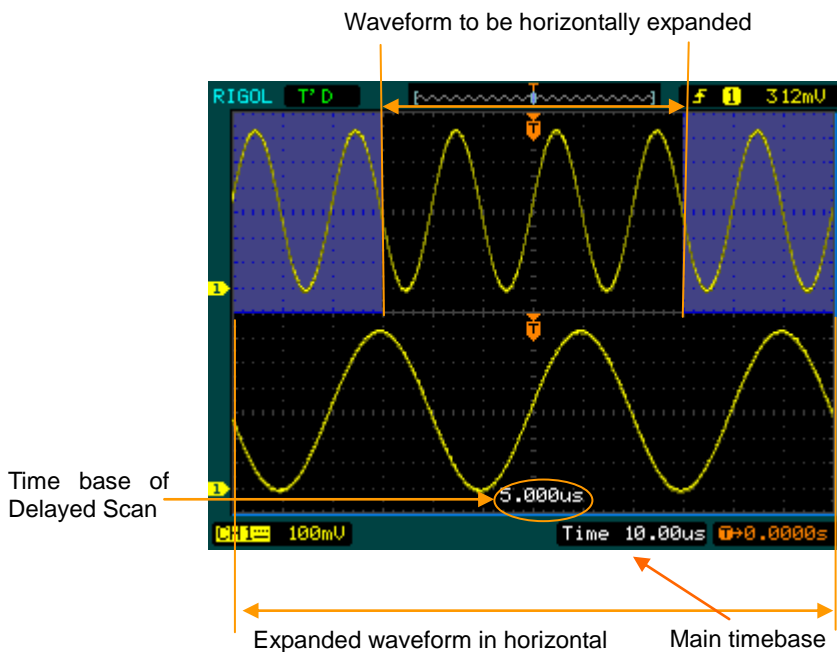 Waveform to be horizontally expanded
RIGOL T'D T 1 312mV
T
1
T
Time base of
Delayed Scan
1
5.000us
CH1 100mV Time 10.00us T→0.0000s
Expanded waveform in horizontal
Main timebase